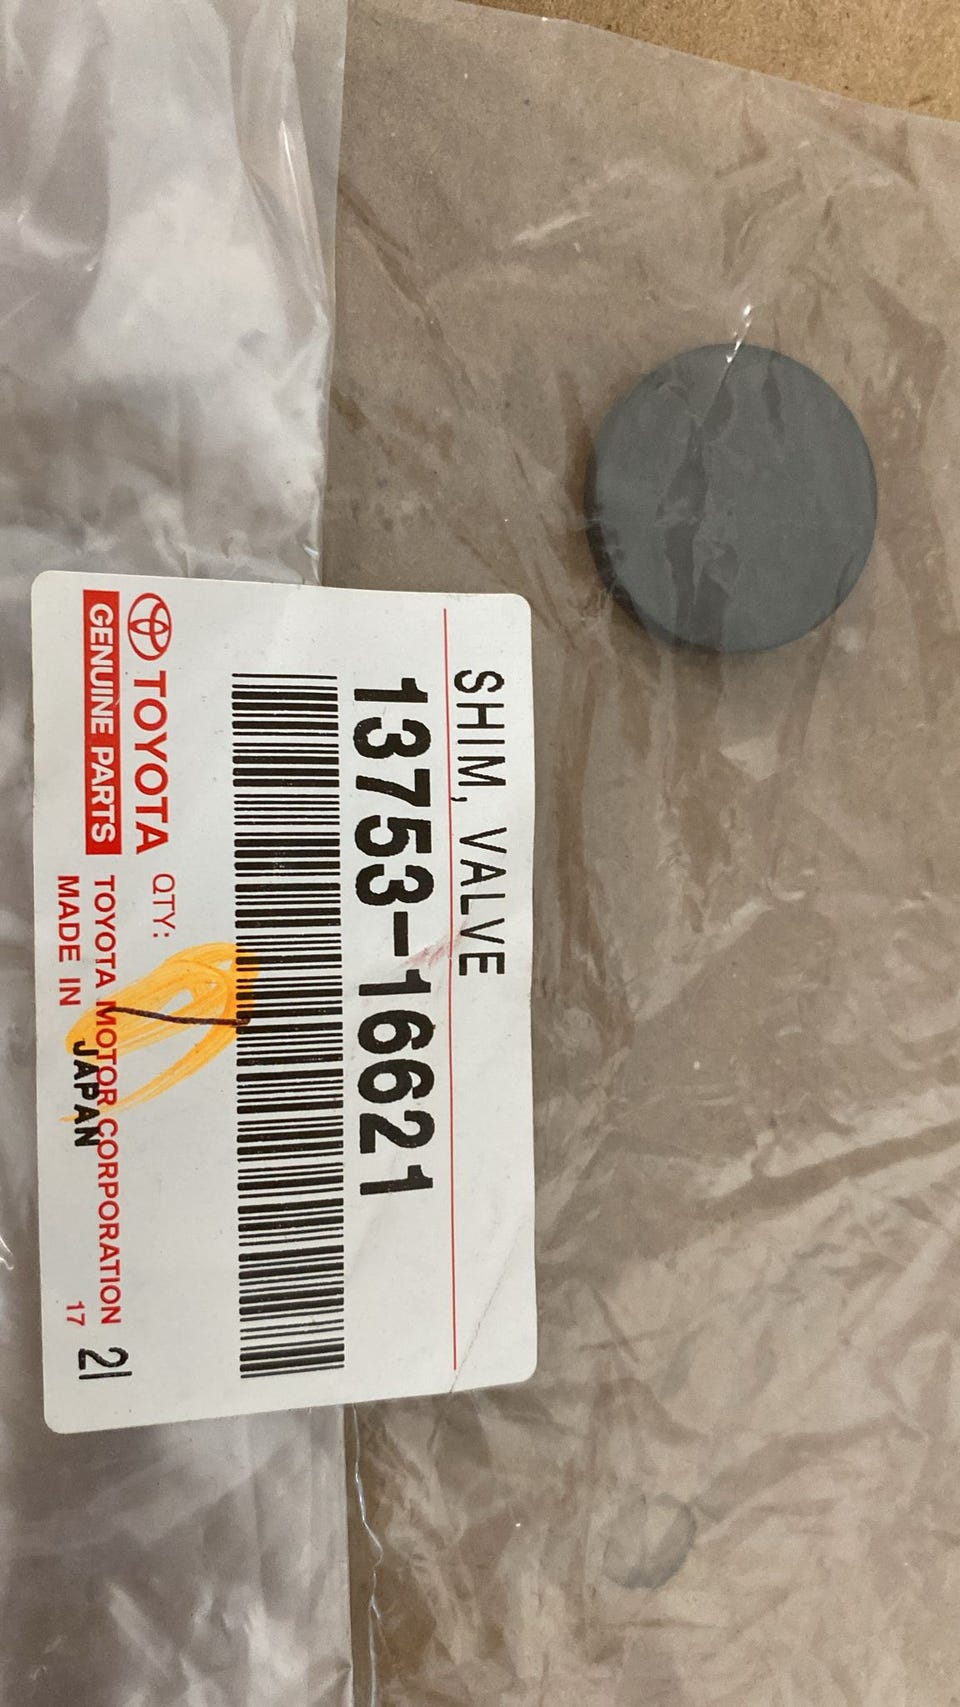 SHIM, VALVE
13753-16621
TOYOTA QTY: 1
GENUINE PARTS TOYOTA MOTOR CORPORATION 21
MADE IN JAPAN 17